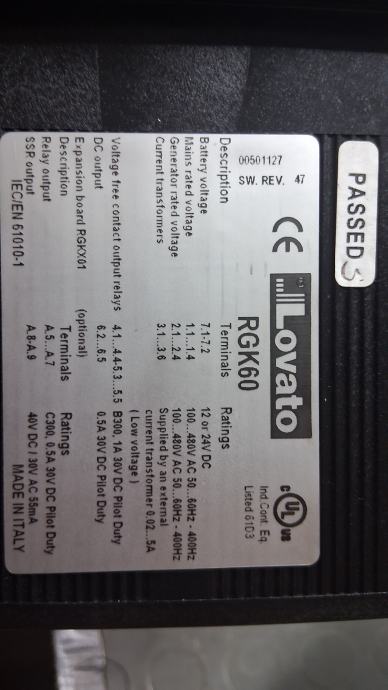 PASSED
00501127
SW. REV. 47
CE
Lovato
RGK60
c UL us
Ind.Cont. Eq.
Listed 61D3
Description Terminals Ratings
Battery voltage 7.1-7.2 12 or 24V DC
Mains rated voltage 1.1...1.4 100...480V AC 50...60Hz - 400Hz
Generator rated voltage 2.1...2.4 100...480V AC 50...60Hz - 400Hz
Current transformers 3.1...3.6 Supplied by an external
current transformer 0.02...5A
( Low voltage )
Voltage free contact output relays 4.1...4.4-5.3...5.5 B300, 1A 30V DC Pilot Duty
DC output 6.2...6.5 0.5A 30V DC Pilot Duty
Expansion board RGKX01 (optional)
Description Terminals Ratings
Relay output A.5...A.7 C300, 0.5A 30V DC Pilot Duty
SSR output A.8-A.9 40V DC / 30V AC 55mA
IEC/EN 61010-1 MADE IN ITALY